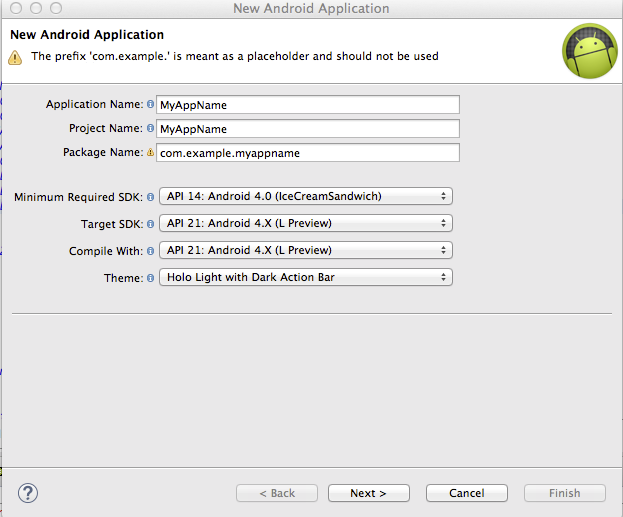 New Android Application
New Android Application
The prefix 'com.example.' is meant as a placeholder and should not be used
Application Name: MyAppName
Project Name: MyAppName
Package Name: com.example.myappname
Minimum Required SDK: API 14: Android 4.0 (IceCreamSandwich)
Target SDK: API 21: Android 4.X (L Preview)
Compile With: API 21: Android 4.X (L Preview)
Theme: Holo Light with Dark Action Bar
? < Back Next > Cancel Finish